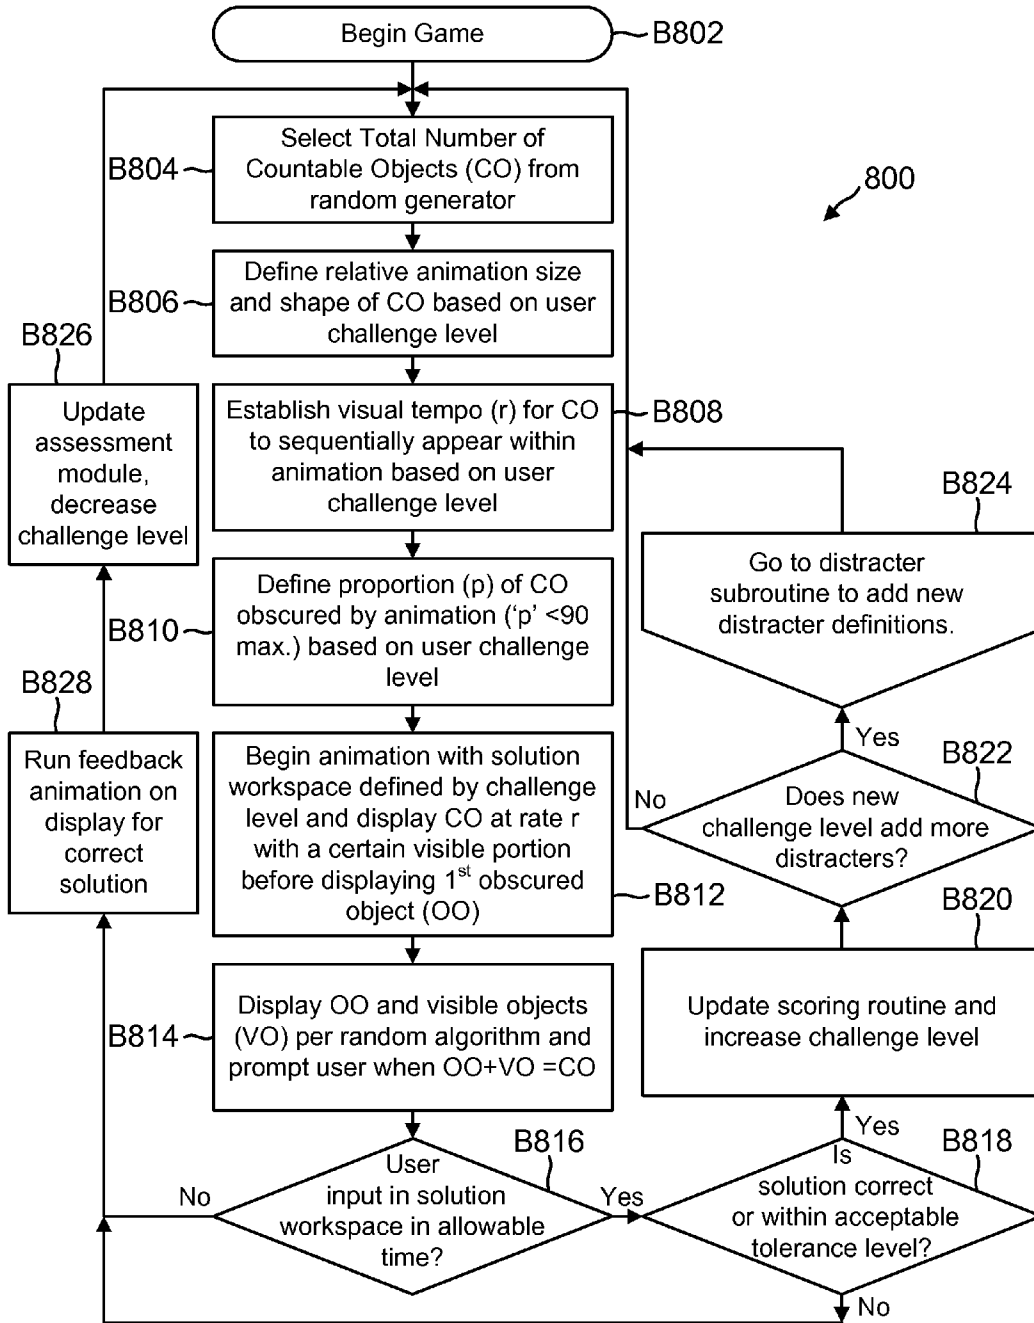 Begin Game
B802
B804
Select Total Number of
Countable Objects (CO) from
random generator
800
B806
Define relative animation size
and shape of CO based on user
challenge level
B826
Update
assessment
module,
decrease
challenge level
Establish visual tempo (r) for CO
to sequentially appear within
animation based on user
challenge level
B808
B824
Go to distracter
subroutine to add new
distracter definitions.
B810
Define proportion (p) of CO
obscured by animation (‘p’ <90
max.) based on user challenge
level
B828
Run feedback
animation on
display for
correct
solution
Begin animation with solution
workspace defined by challenge
level and display CO at rate r
with a certain visible portion
before displaying 1st obscured
object (OO)
B812
Yes
B822
No
Does new
challenge level add more
distracters?
B820
Update scoring routine and
increase challenge level
B814
Display OO and visible objects
(VO) per random algorithm and
prompt user when OO+VO =CO
B816
No
User
input in solution
workspace in allowable
time?
Yes
Yes
B818
Is
solution correct
or within acceptable
tolerance level?
No